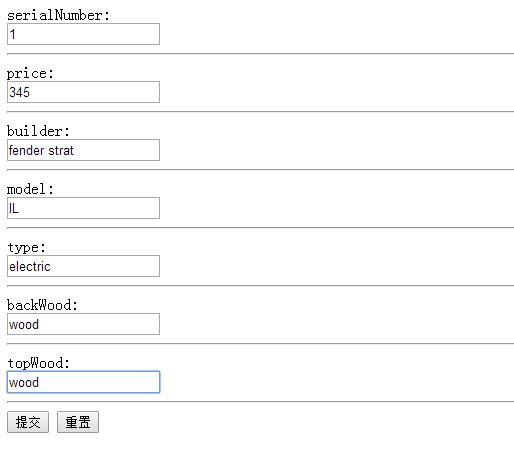 serialNumber:
1
price:
345
builder:
fender strat
model:
IL
type:
electric
backWood:
wood
topWood:
wood
提交 重置